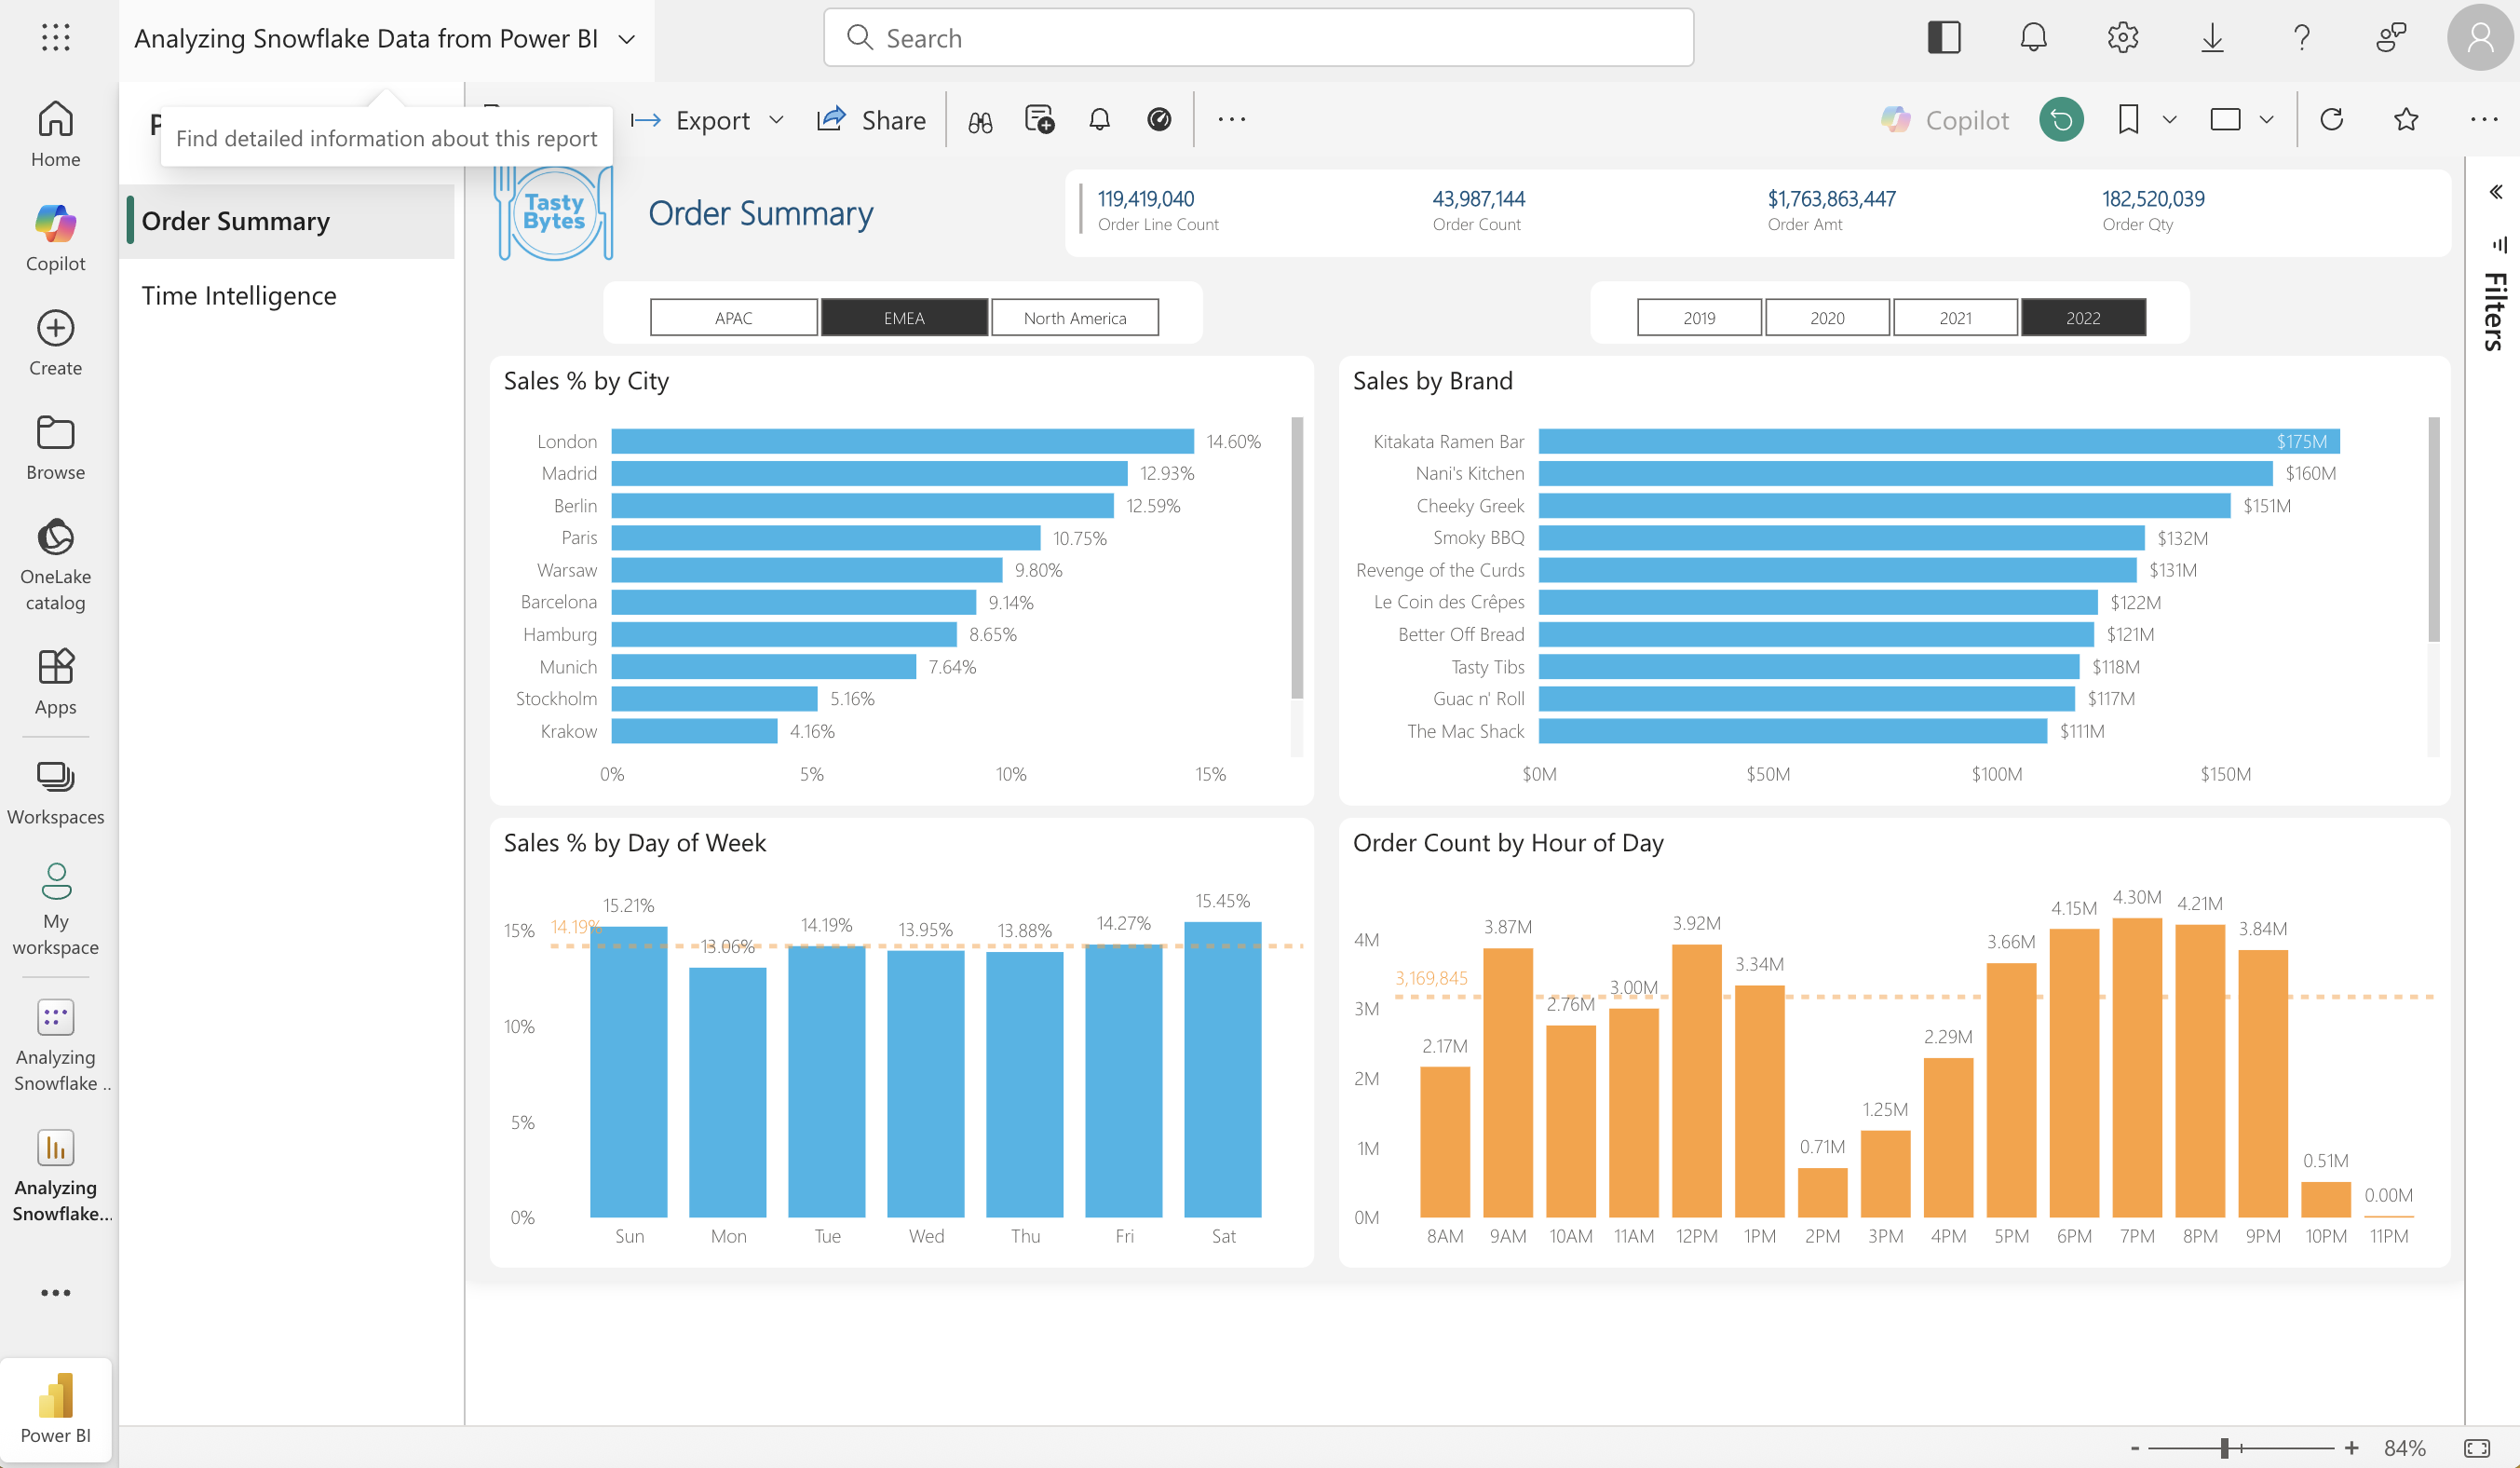 Analyzing Snowflake Data from Power BI
Search
Find detailed information about this report
Export
Share
Copilot
Home
Copilot
Create
Browse
OneLake
catalog
Apps
Workspaces
My
workspace
Analyzing
Snowflake ..
Analyzing
Snowflake...
Power BI
Order Summary
Time Intelligence
Tasty
Bytes
Order Summary
119,419,040
Order Line Count
43,987,144
Order Count
$1,763,863,447
Order Amt
182,520,039
Order Qty
APAC
EMEA
North America
2019
2020
2021
2022
Filters
Sales % by City
London 14.60%
Madrid 12.93%
Berlin 12.59%
Paris 10.75%
Warsaw 9.80%
Barcelona 9.14%
Hamburg 8.65%
Munich 7.64%
Stockholm 5.16%
Krakow 4.16%
0% 5% 10% 15%
Sales by Brand
Kitakata Ramen Bar $175M
Nani's Kitchen $160M
Cheeky Greek $151M
Smoky BBQ $132M
Revenge of the Curds $131M
Le Coin des Crêpes $122M
Better Off Bread $121M
Tasty Tibs $118M
Guac n' Roll $117M
The Mac Shack $111M
$0M $50M $100M $150M
Sales % by Day of Week
15%
10%
5%
0%
14.19%
15.21% 13.06% 14.19% 13.95% 13.88% 14.27% 15.45%
Sun Mon Tue Wed Thu Fri Sat
Order Count by Hour of Day
4M
3M
2M
1M
0M
3,169,845
2.17M 3.87M 2.76M 3.00M 3.92M 3.34M 0.71M 1.25M 2.29M 3.66M 4.15M 4.30M 4.21M 3.84M 0.51M 0.00M
8AM 9AM 10AM 11AM 12PM 1PM 2PM 3PM 4PM 5PM 6PM 7PM 8PM 9PM 10PM 11PM
- + 84%